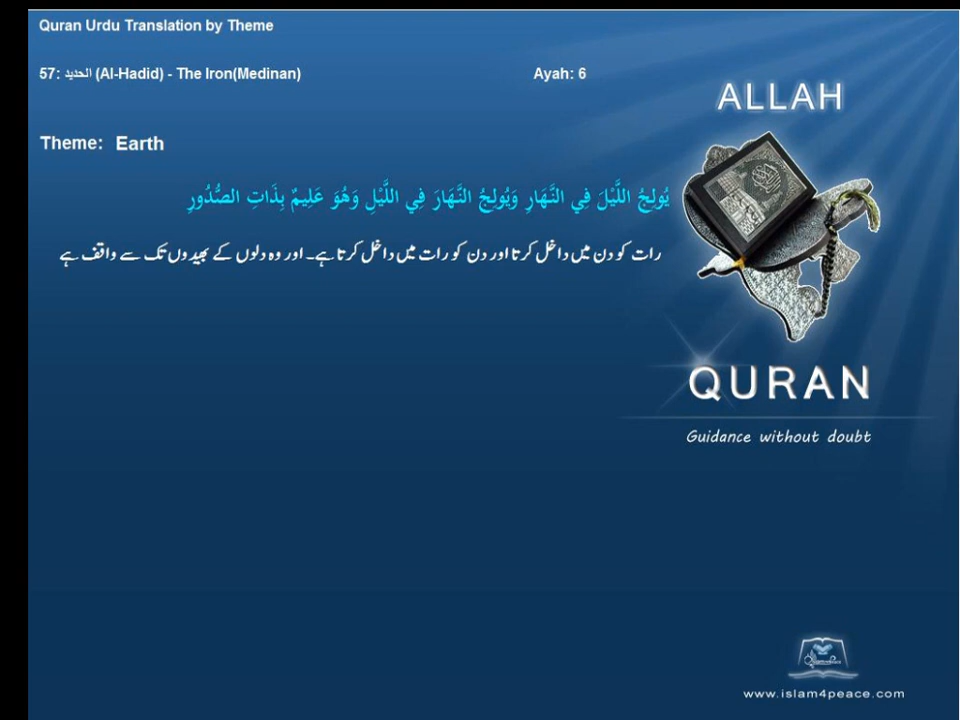 Quran Urdu Translation by Theme
57: الحديد (Al-Hadid) - The Iron(Medinan) Ayah: 6
ALLAH
Theme: Earth
يُولِجُ اللَّيْلَ فِي النَّهَارِ وَيُولِجُ النَّهَارَ فِي اللَّيْلِ وَهُوَ عَلِيمٌ بِذَاتِ الصُّدُورِ
رات کو دن میں داخل کرتا اور دن کو رات میں داخل کرتا ہے۔ اور وہ دلوں کے بھیدوں تک سے واقف ہے
QURAN
Guidance without doubt
www.islam4peace.com